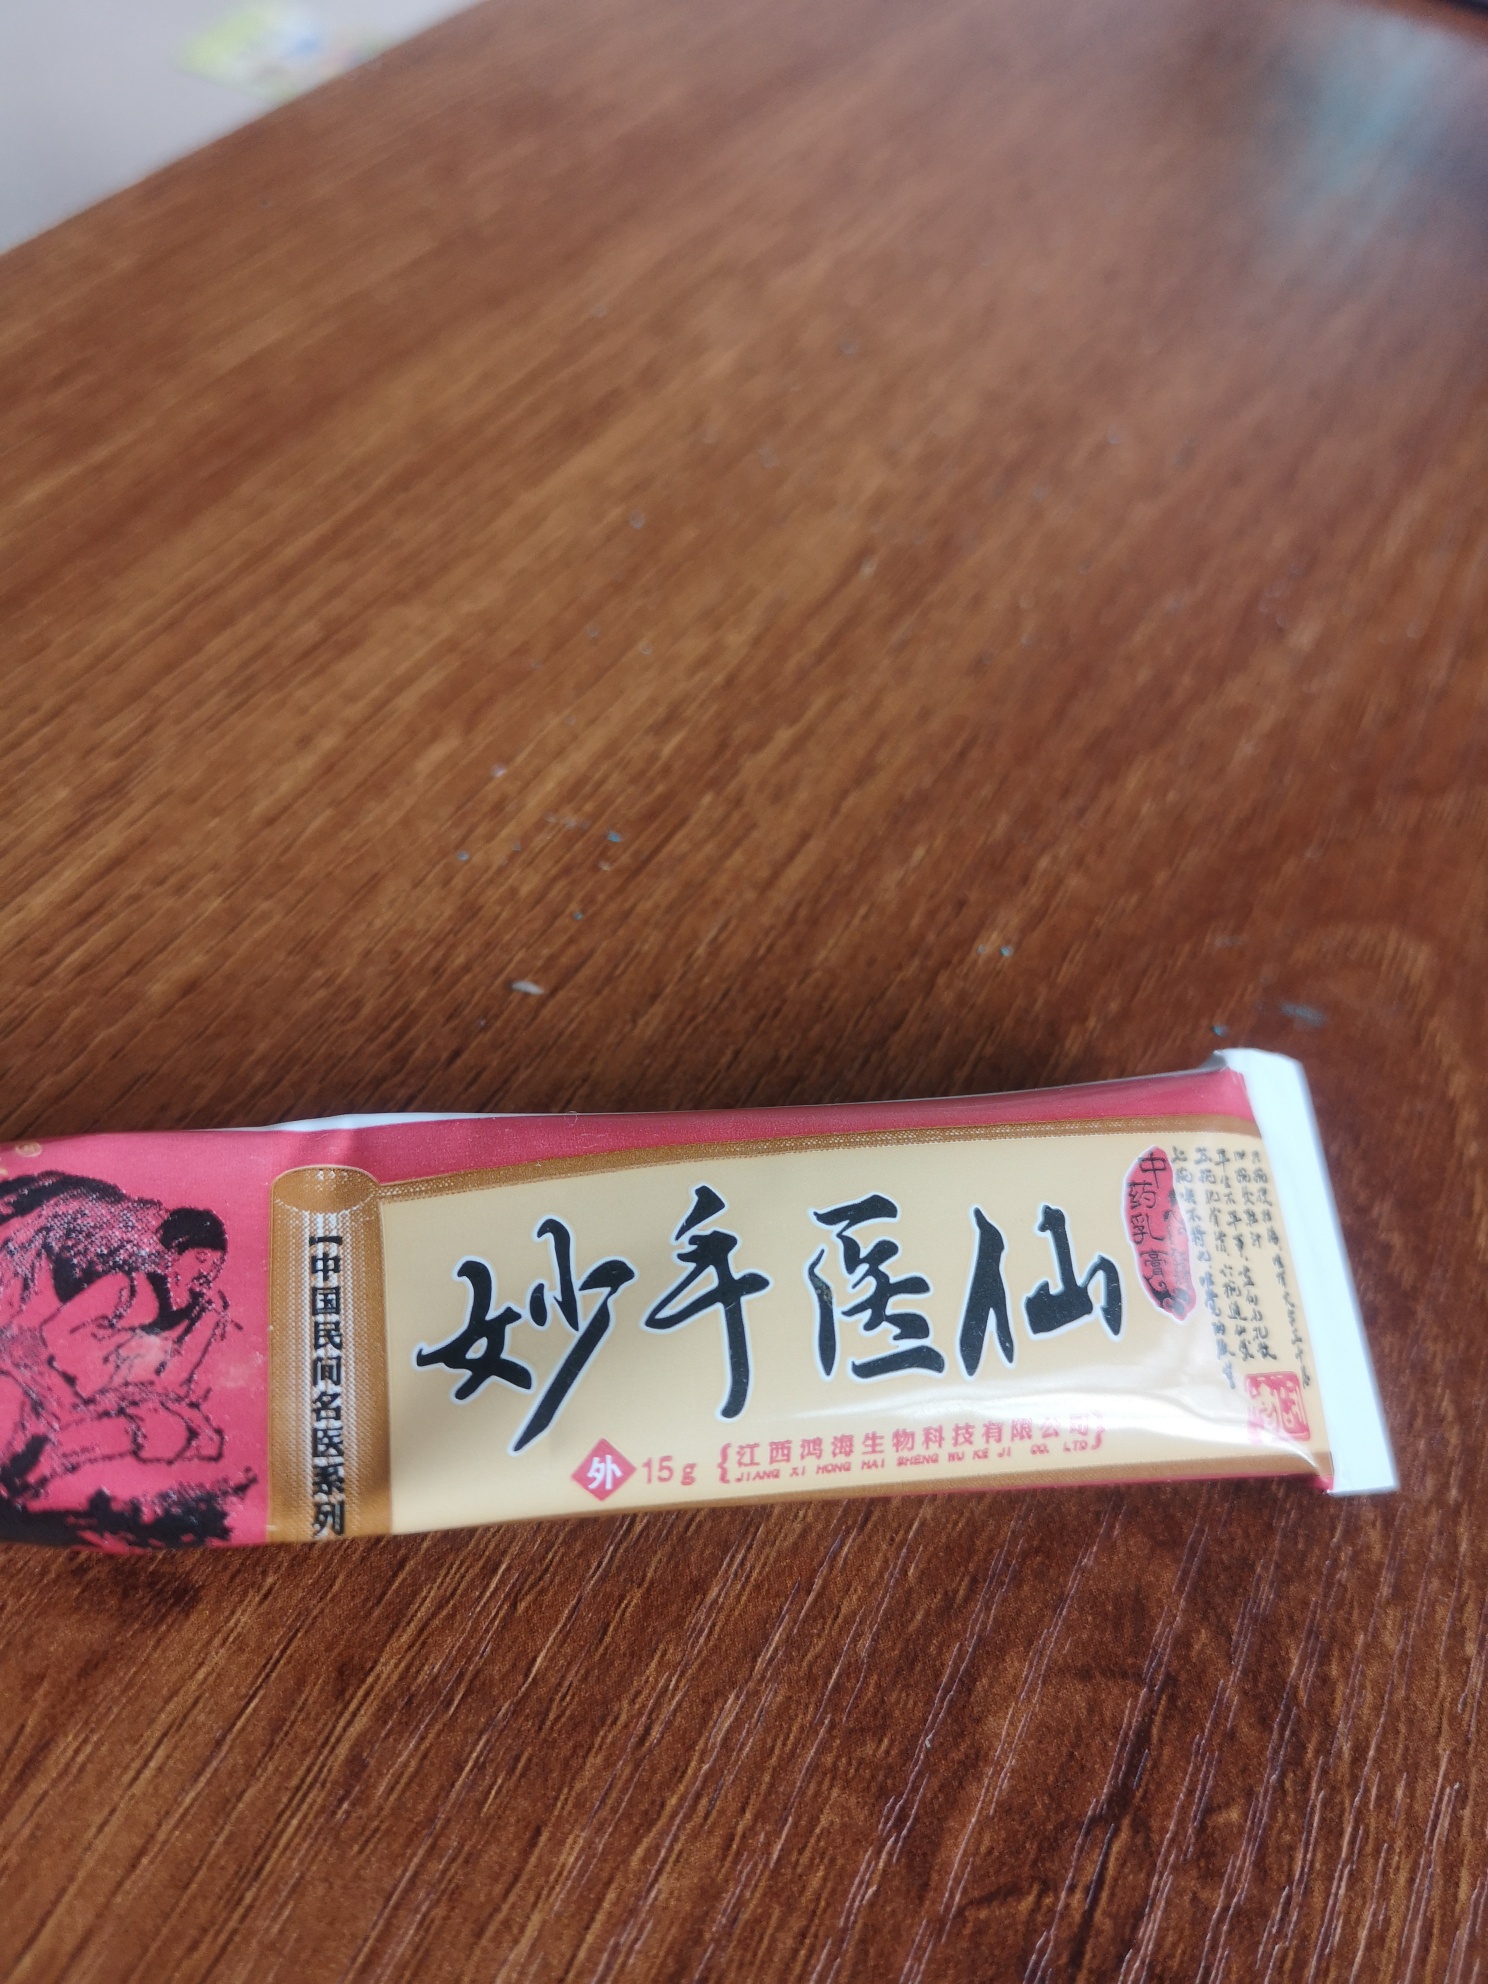 【中国民间名医系列
妙手医仙
中药乳膏
外 15g {江西鸿海生物科技有限公司}
JIANG XI HONG HAI SHENG WU KE JI CO. LTD